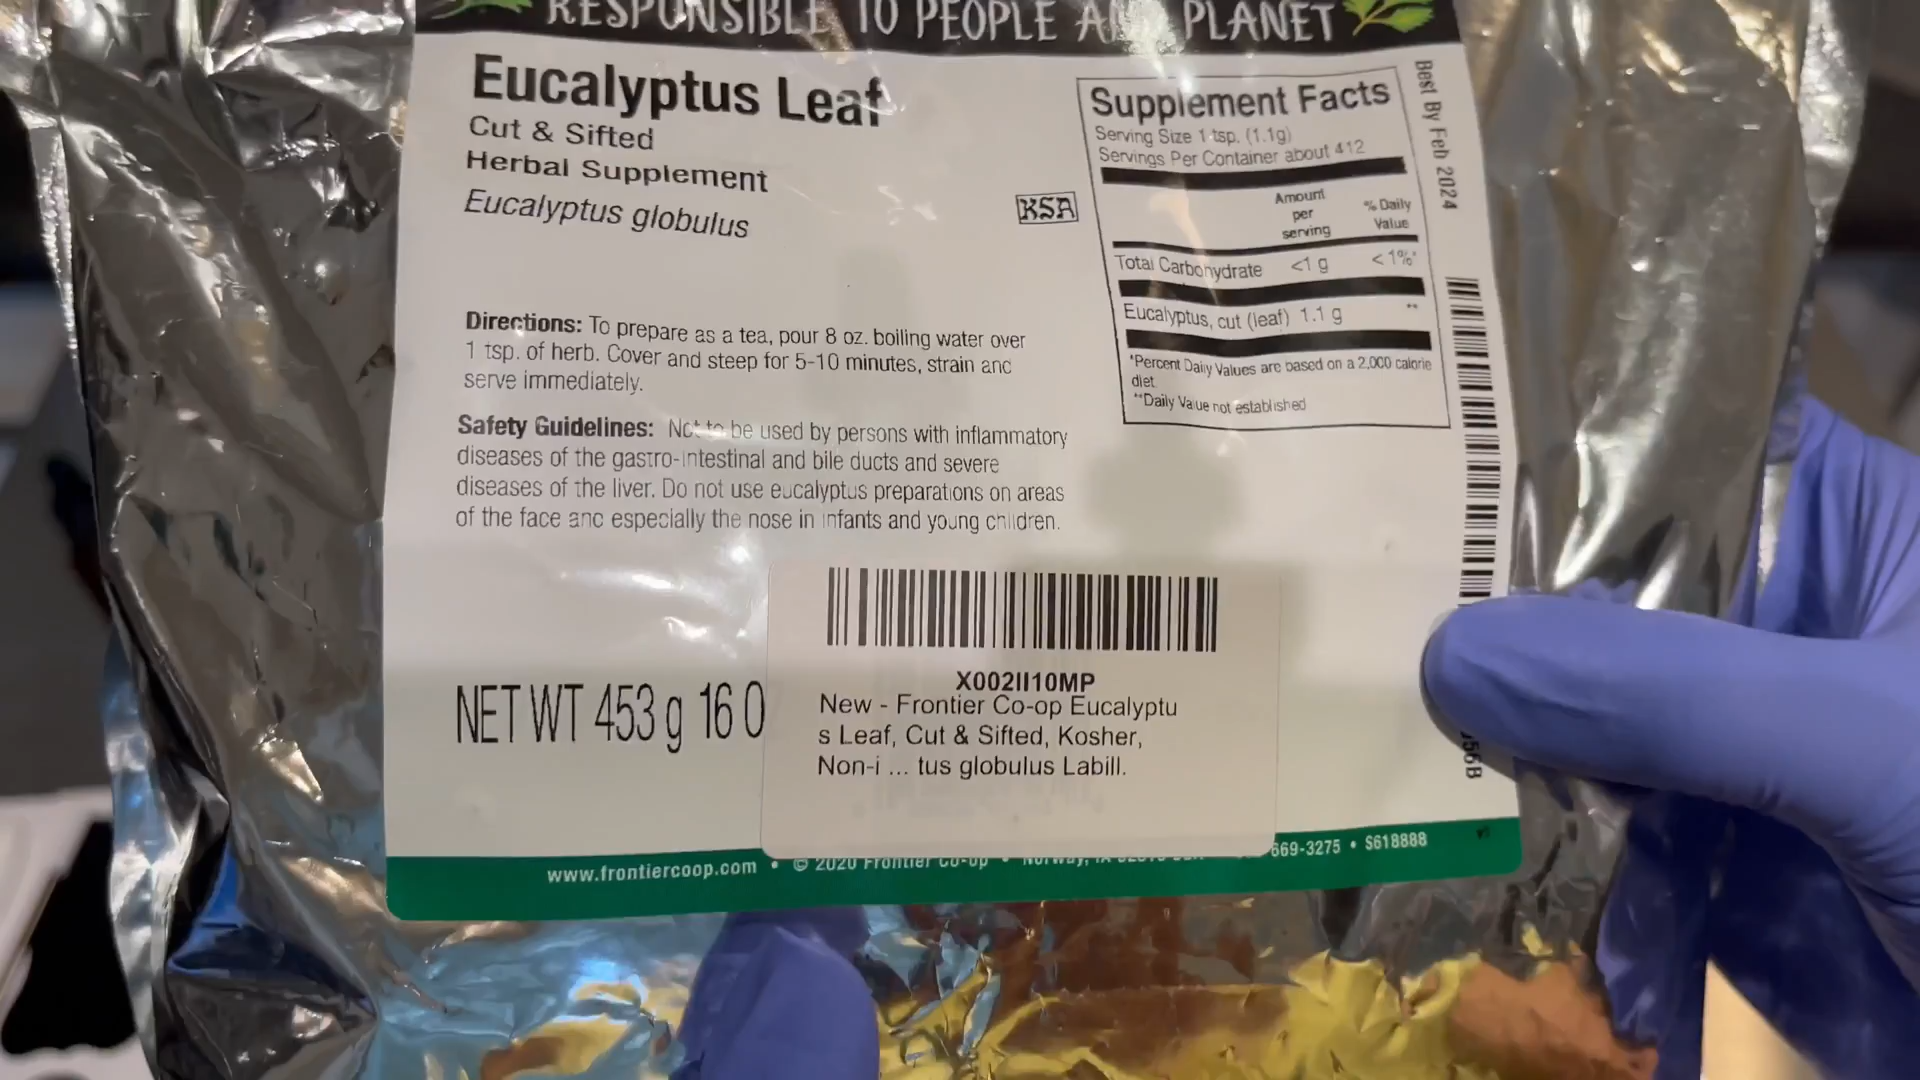 RESPONSIBLE TO PEOPLE AND PLANET
Eucalyptus Leaf
Cut & Sifted
Herbal Supplement
Eucalyptus globulus
KSA
Directions: To prepare as a tea, pour 8 oz. boiling water over
1 tsp. of herb. Cover and steep for 5-10 minutes, strain and
serve immediately.
Safety Guidelines: Not to be used by persons with inflammatory
diseases of the gastro-intestinal and bile ducts and severe
diseases of the liver. Do not use eucalyptus preparations on areas
of the face and especially the nose in infants and young children.
NET WT 453 g 16 O
Supplement Facts
Serving Size 1 tsp. (1.1g)
Servings Per Container about 412
Amount
per
serving
% Daily
Value
Total Carbohydrate <1 g <1%*
Eucalyptus, cut (leaf) 1.1 g **
*Percent Daily Values are based on a 2,000 calorie
diet
**Daily Value not established
Best By Feb 2024
56B
X002II10MP
New - Frontier Co-op Eucalyptu
s Leaf, Cut & Sifted, Kosher,
Non-i ... tus globulus Labill.
www.frontiercoop.com • © 2020 Frontier Co-op • Norway, IA 669-3275 • S618888